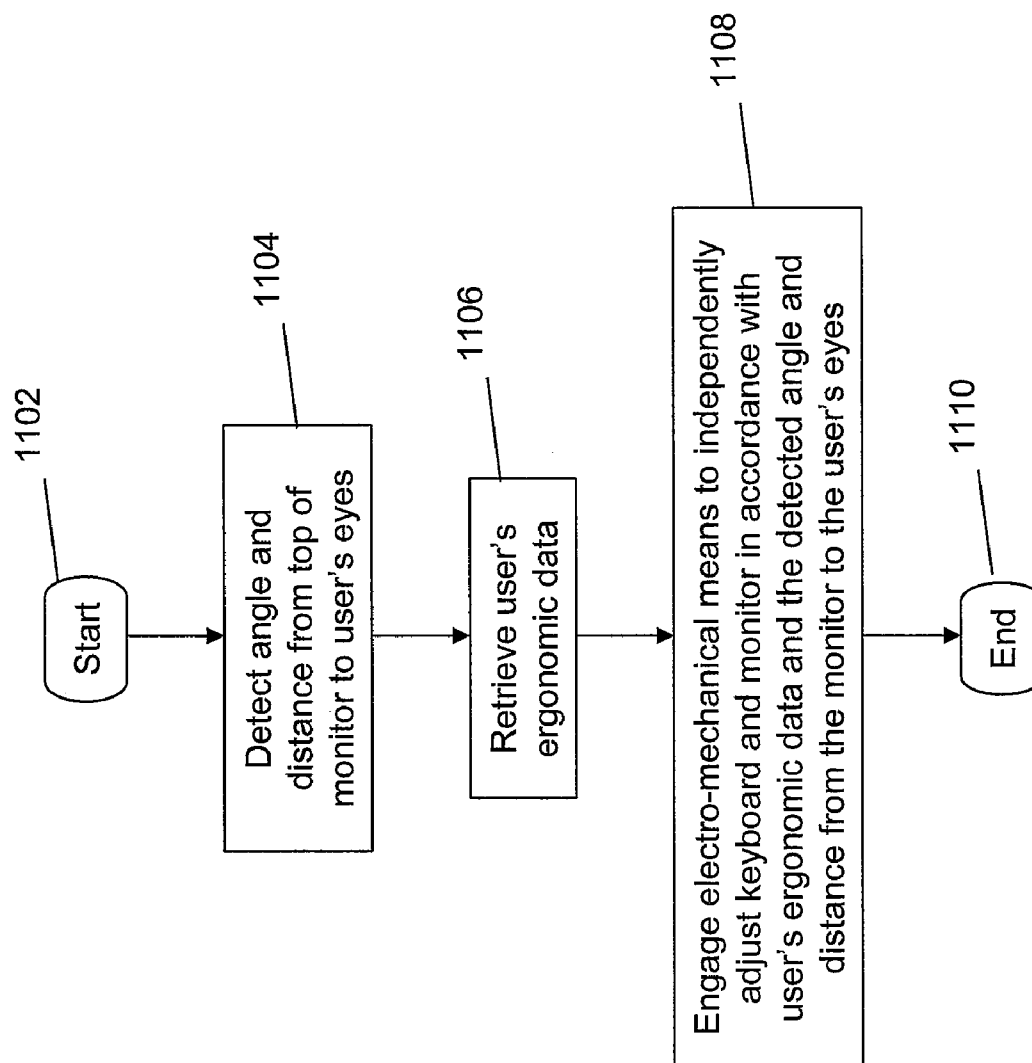 1102
Start
1104
Detect angle and
distance from top of
monitor to user's eyes
1106
Retrieve user's
ergonomic data
1108
Engage electro-mechanical means to independently
adjust keyboard and monitor in accordance with
user's ergonomic data and the detected angle and
distance from the monitor to the user's eyes
1110
End